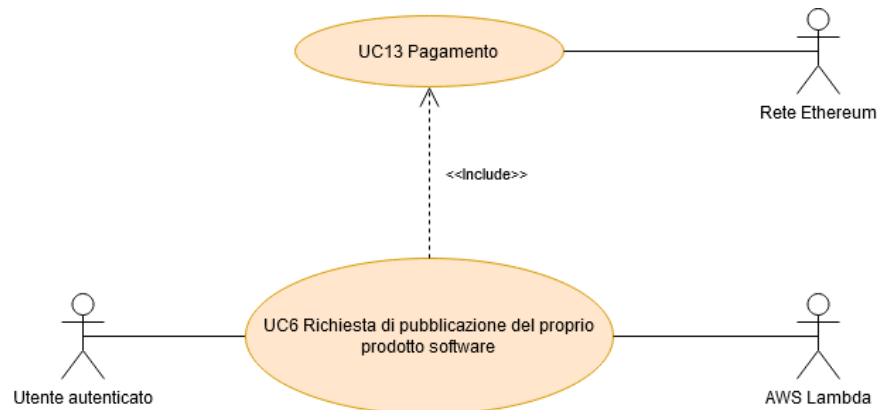 UC13 Pagamento
Rete Ethereum
<<Include>>
UC6 Richiesta di pubblicazione del proprio
prodotto software
Utente autenticato
AWS Lambda